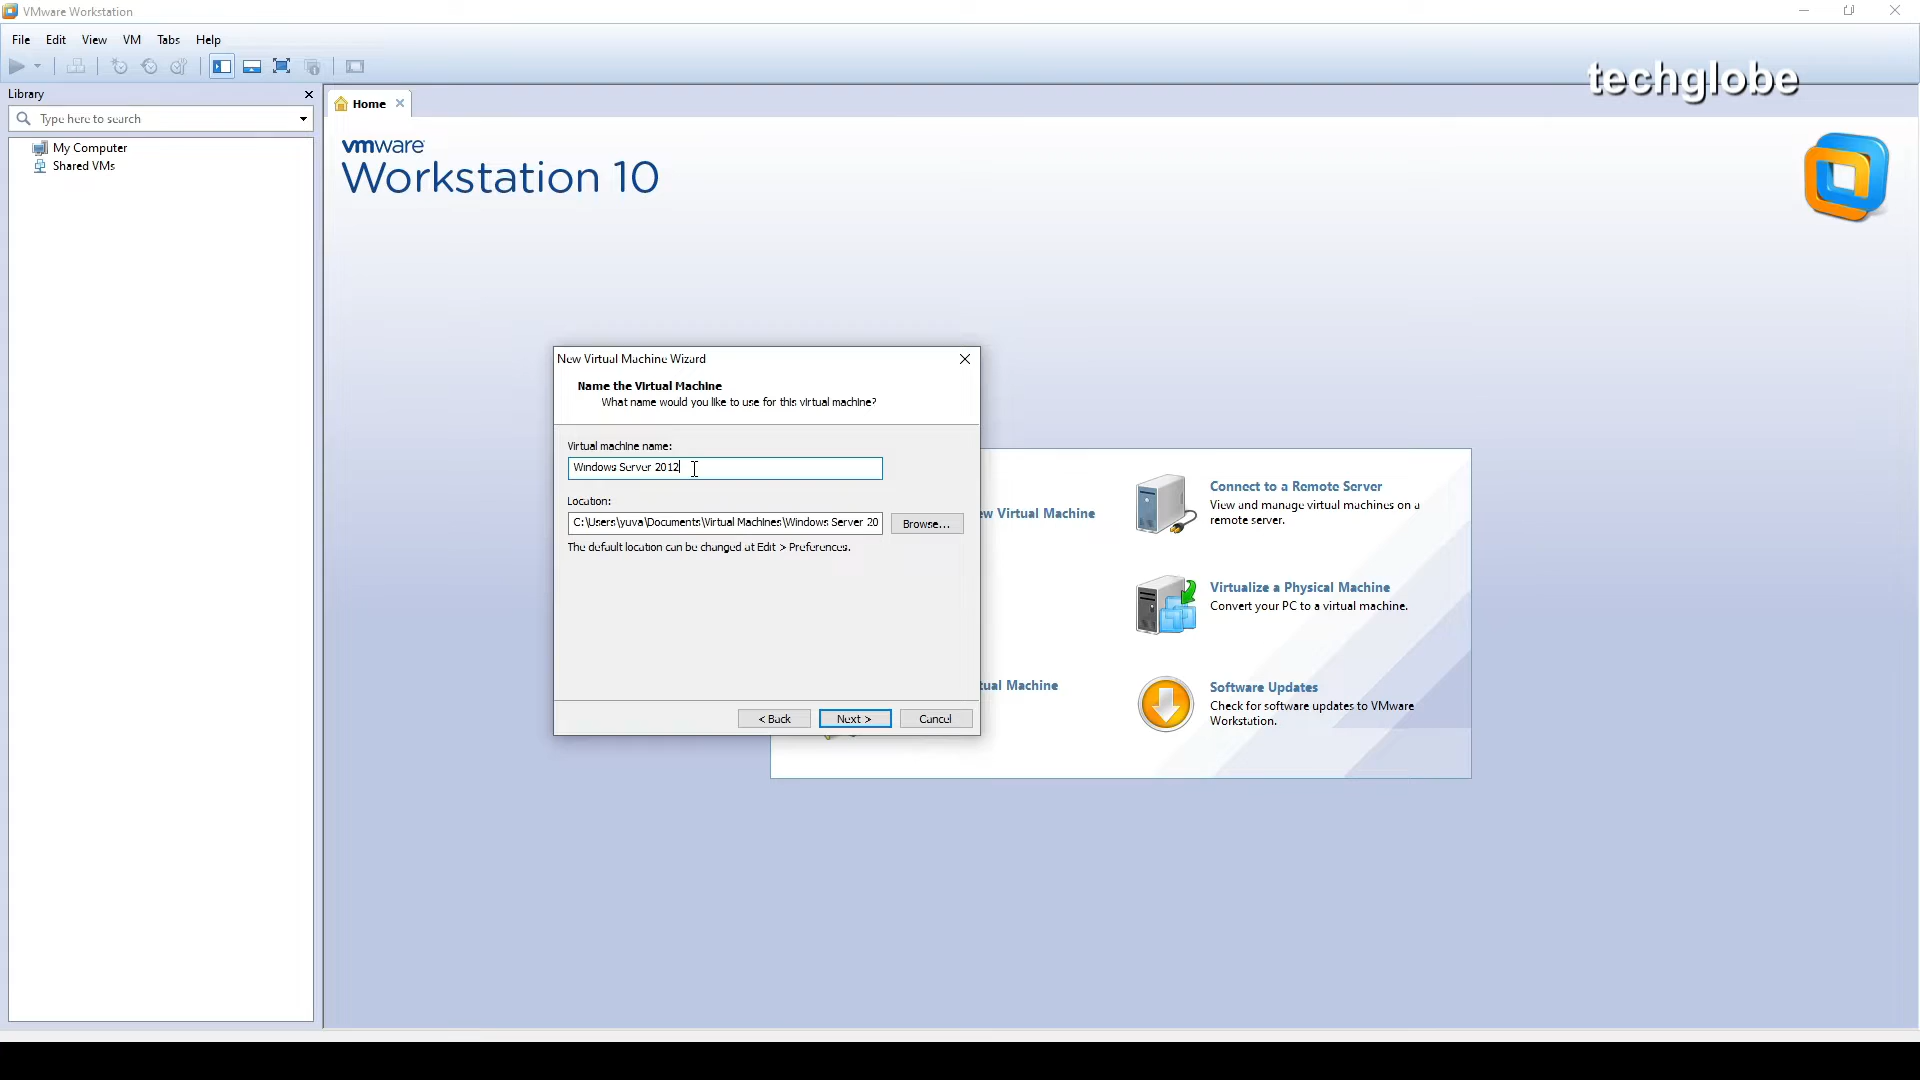 VMware Workstation
File Edit View VM Tabs Help
techglobe
Library
Type here to search
My Computer
Shared VMs
Home
vmware
Workstation 10
New Virtual Machine Wizard
Name the Virtual Machine
What name would you like to use for this virtual machine?
Virtual machine name:
Windows Server 2012
Location:
C:\Users\yuva\Documents\Virtual Machines\Windows Server 20
Browse...
The default location can be changed at Edit > Preferences.
< Back
Next >
Cancel
ew Virtual Machine
tual Machine
Connect to a Remote Server
View and manage virtual machines on a
remote server.
Virtualize a Physical Machine
Convert your PC to a virtual machine.
Software Updates
Check for software updates to VMware
Workstation.